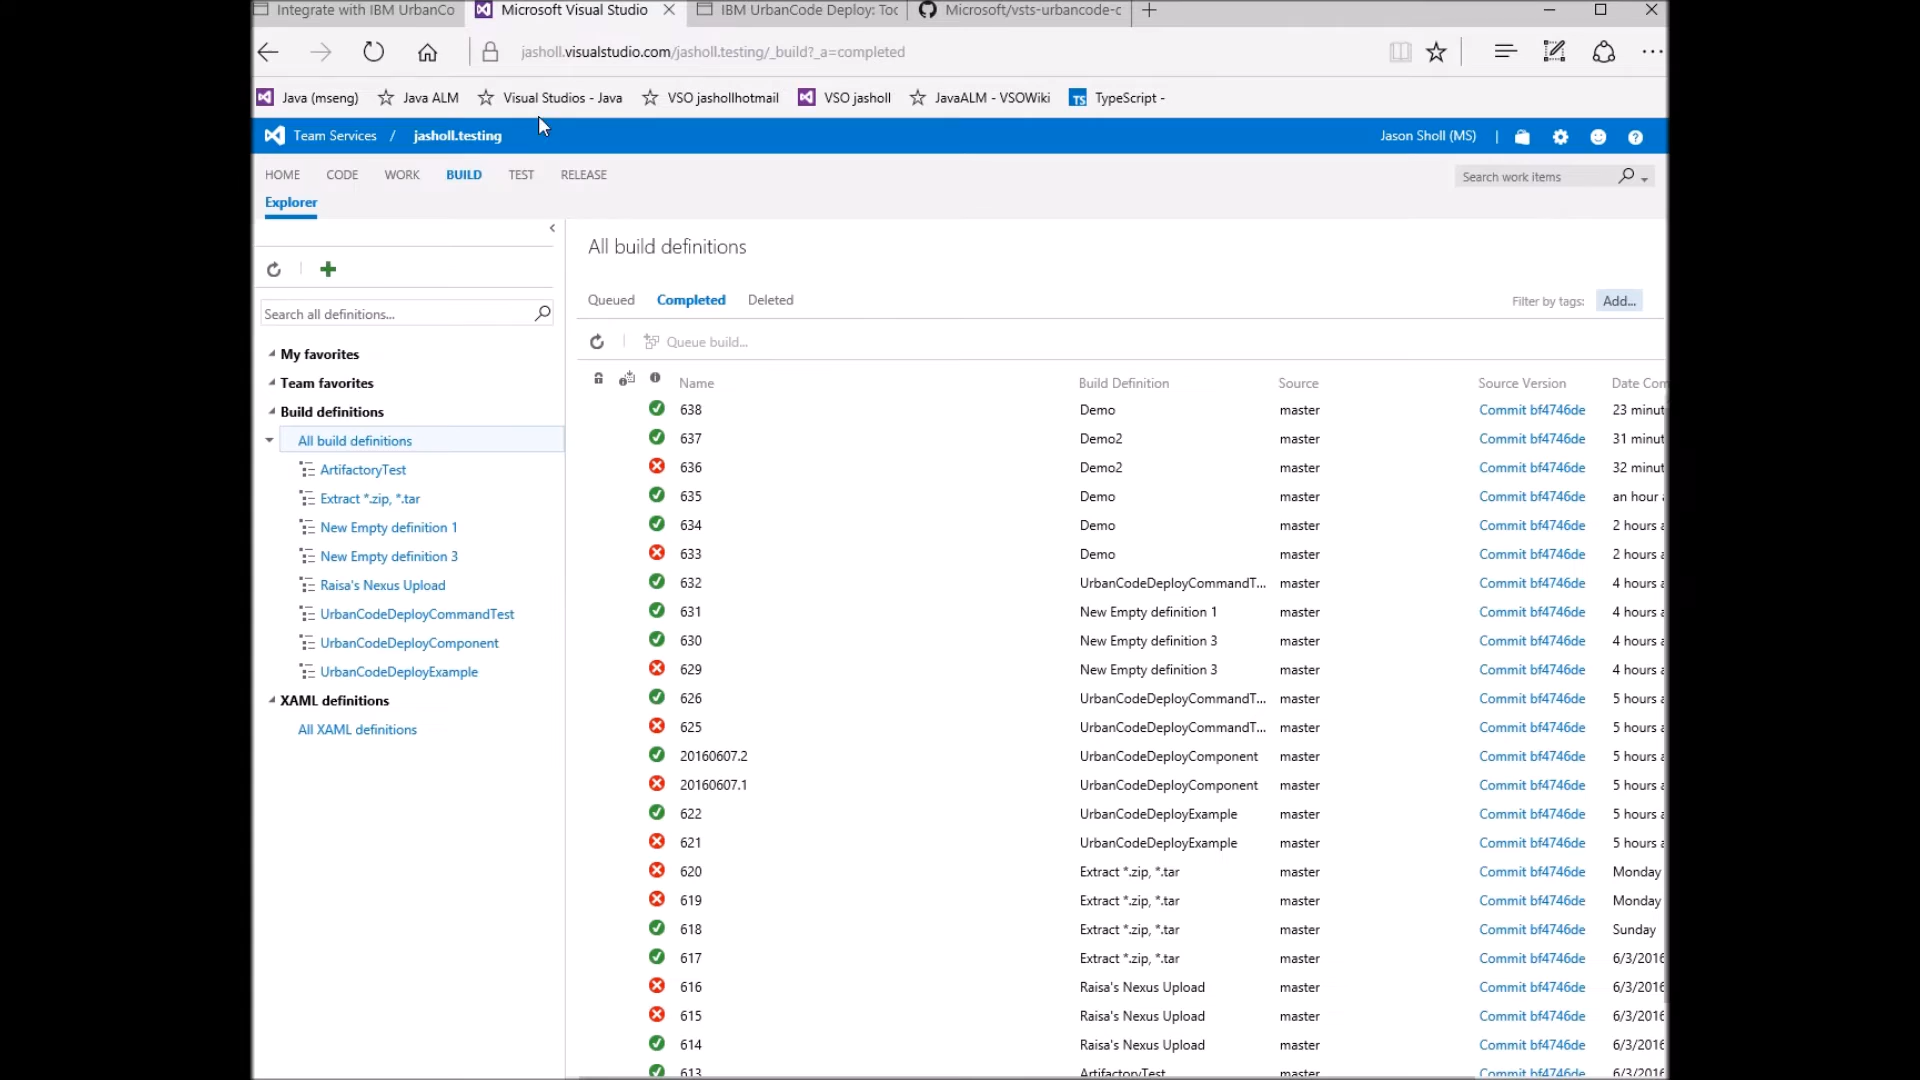 Integrate with IBM UrbanCo
Microsoft Visual Studio
IBM UrbanCode Deploy: Toc
Microsoft/vsts-urbancode-c
jasholl.visualstudio.com/jasholl.testing/_build?_a=completed
Java (mseng)
Java ALM
Visual Studios - Java
VSO jashollhotmail
VSO jasholl
JavaALM - VSOWiki
TS
TypeScript -
Team Services / jasholl.testing
Jason Sholl (MS)
HOME CODE WORK BUILD TEST RELEASE
Search work items
Explorer
Search all definitions...
My favorites
Team favorites
Build definitions
All build definitions
ArtifactoryTest
Extract *.zip, *.tar
New Empty definition 1
New Empty definition 3
Raisa's Nexus Upload
UrbanCodeDeployCommandTest
UrbanCodeDeployComponent
UrbanCodeDeployExample
XAML definitions
All XAML definitions
All build definitions
Queued Completed Deleted
Filter by tags: Add...
Queue build...
Name Build Definition Source Source Version Date Com
638 Demo master Commit bf4746de 23 minut
637 Demo2 master Commit bf4746de 31 minut
636 Demo2 master Commit bf4746de 32 minut
635 Demo master Commit bf4746de an hour a
634 Demo master Commit bf4746de 2 hours a
633 Demo master Commit bf4746de 2 hours a
632 UrbanCodeDeployCommandT... master Commit bf4746de 4 hours a
631 New Empty definition 1 master Commit bf4746de 4 hours a
630 New Empty definition 3 master Commit bf4746de 4 hours a
629 New Empty definition 3 master Commit bf4746de 4 hours a
626 UrbanCodeDeployCommandT... master Commit bf4746de 5 hours a
625 UrbanCodeDeployCommandT... master Commit bf4746de 5 hours a
20160607.2 UrbanCodeDeployComponent master Commit bf4746de 5 hours a
20160607.1 UrbanCodeDeployComponent master Commit bf4746de 5 hours a
622 UrbanCodeDeployExample master Commit bf4746de 5 hours a
621 UrbanCodeDeployExample master Commit bf4746de 5 hours a
620 Extract *.zip, *.tar master Commit bf4746de Monday
619 Extract *.zip, *.tar master Commit bf4746de Monday
618 Extract *.zip, *.tar master Commit bf4746de Sunday
617 Extract *.zip, *.tar master Commit bf4746de 6/3/2016
616 Raisa's Nexus Upload master Commit bf4746de 6/3/2016
615 Raisa's Nexus Upload master Commit bf4746de 6/3/2016
614 Raisa's Nexus Upload master Commit bf4746de 6/3/2016
613 ArtifactoryTest master Commit bf4746de 6/3/2016